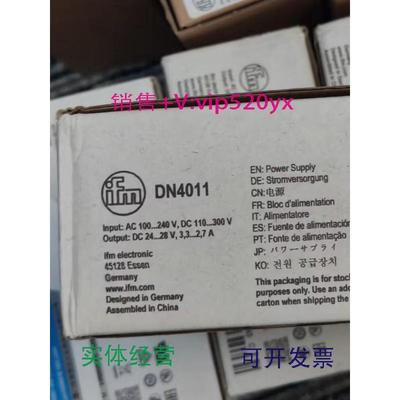 销售+V:vip520yx
ifm
DN4011
Input: AC 100...240 V, DC 110...300 V
Output: DC 24...28 V, 3,3...2,7 A
ifm electronic
45128 Essen
Germany
www.ifm.com
Designed in Germany
Assembled in China
EN: Power Supply
DE: Stromversorgung
CN: 电源
FR: Bloc d'alimentation
IT: Alimentatore
ES: Fuente de alimentación
PT: Fonte de alimentação
JP: パワーサプライ
KO: 전원 공급장치
This packaging is for stock
purposes only. Use an addi
carton when for
实体经营
可开发票